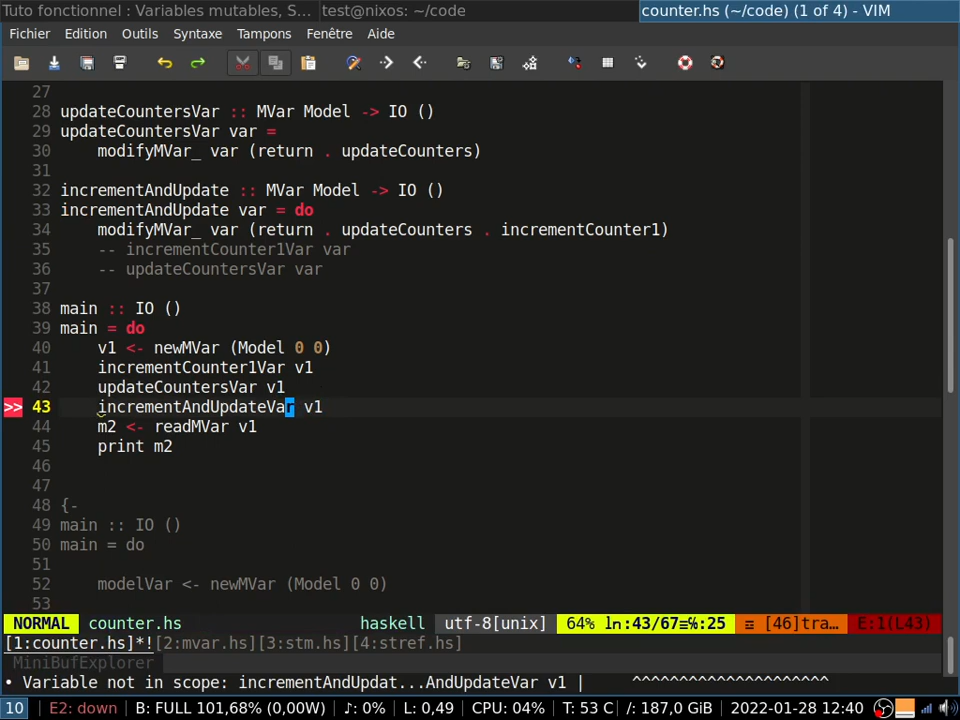 Tuto fonctionnel : Variables mutables, S... test@nixos: ~/code counter.hs (~/code) (1 of 4) - VIM
Fichier Edition Outils Syntaxe Tampons Fenêtre Aide
27
28 updateCountersVar :: MVar Model -> IO ()
29 updateCountersVar var =
30     modifyMVar_ var (return . updateCounters)
31
32 incrementAndUpdate :: MVar Model -> IO ()
33 incrementAndUpdate var = do
34     modifyMVar_ var (return . updateCounters . incrementCounter1)
35     -- incrementCounter1Var var
36     -- updateCountersVar var
37
38 main :: IO ()
39 main = do
40     v1 <- newMVar (Model 0 0)
41     incrementCounter1Var v1
42     updateCountersVar v1
>> 43     incrementAndUpdateVar v1
44     m2 <- readMVar v1
45     print m2
46
47
48 {-
49 main :: IO ()
50 main = do
51
52     modelVar <- newMVar (Model 0 0)
53
NORMAL counter.hs haskell utf-8[unix] 64% ln:43/67≡℅:25 ☲ [46]tra… E:1(L43)
[1:counter.hs]*![2:mvar.hs][3:stm.hs][4:stref.hs]
MiniBufExplorer
• Variable not in scope: incrementAndUpdat...AndUpdateVar v1 | ^^^^^^^^^^^^^^^^^^^^^
10 E2: down | B: FULL 101,68% (0,00W) | ♪: 0% | L: 0,49 | CPU: 04% | T: 53 C | /: 187,0 GiB | 2022-01-28 12:40